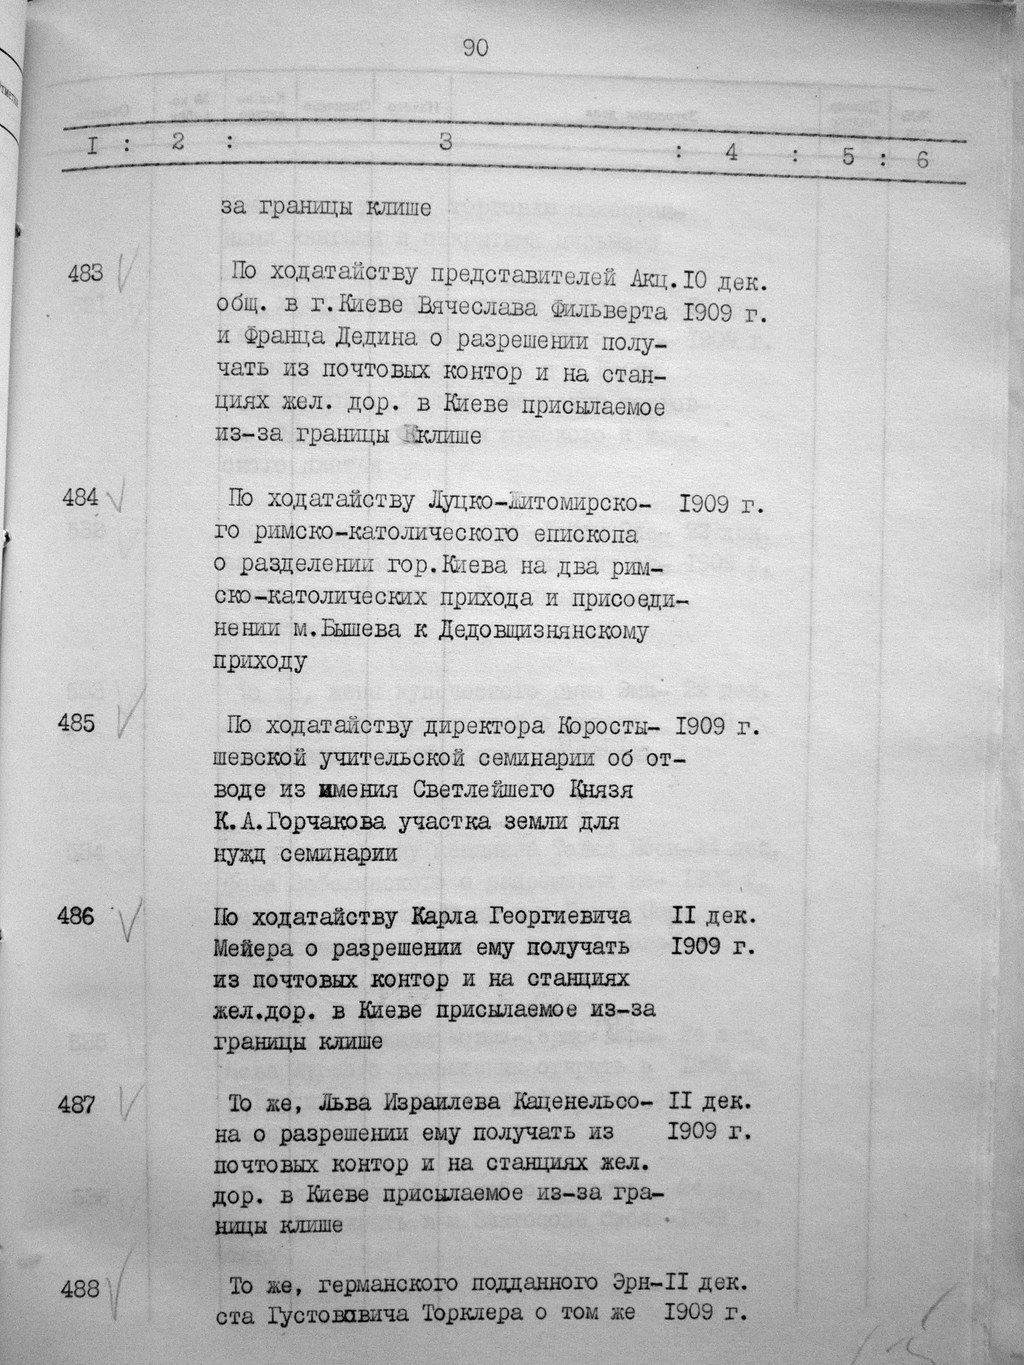 90
I : 2 : 3 : 4 : 5 : 6
за границы клише
483 По ходатайству представителей Акц. IO дек.
общ. в г.Киеве Вячеслава Фильверта I909 г.
и Франца Дедина о разрешении полу-
чать из почтовых контор и на стан-
циях жел. дор. в Киеве присылаемое
из-за границы Кклише
484 По ходатайству Луцко-Житомирско- I909 г.
го римско-католического епископа
о разделении гор.Киева на два рим-
ско-католических прихода и присоеди-
нении м.Бышева к Дедовщизнянскому
приходу
485 По ходатайству директора Коросты- I909 г.
шевской учительской семинарии об от-
воде из имения Светлейшего Князя
К.А.Горчакова участка земли для
нужд семинарии
486 По ходатайству Карла Георгиевича II дек.
Мейера о разрешении ему получать I909 г.
из почтовых контор и на станциях
жел.дор. в Киеве присылаемое из-за
границы клише
487 То же, Льва Израилева Каценельсо- II дек.
на о разрешении ему получать из I909 г.
почтовых контор и на станциях жел.
дор. в Киеве присылаемое из-за гра-
ницы клише
488 То же, германского подданного Эрн- II дек.
ста Густововича Торклера о том же I909 г.